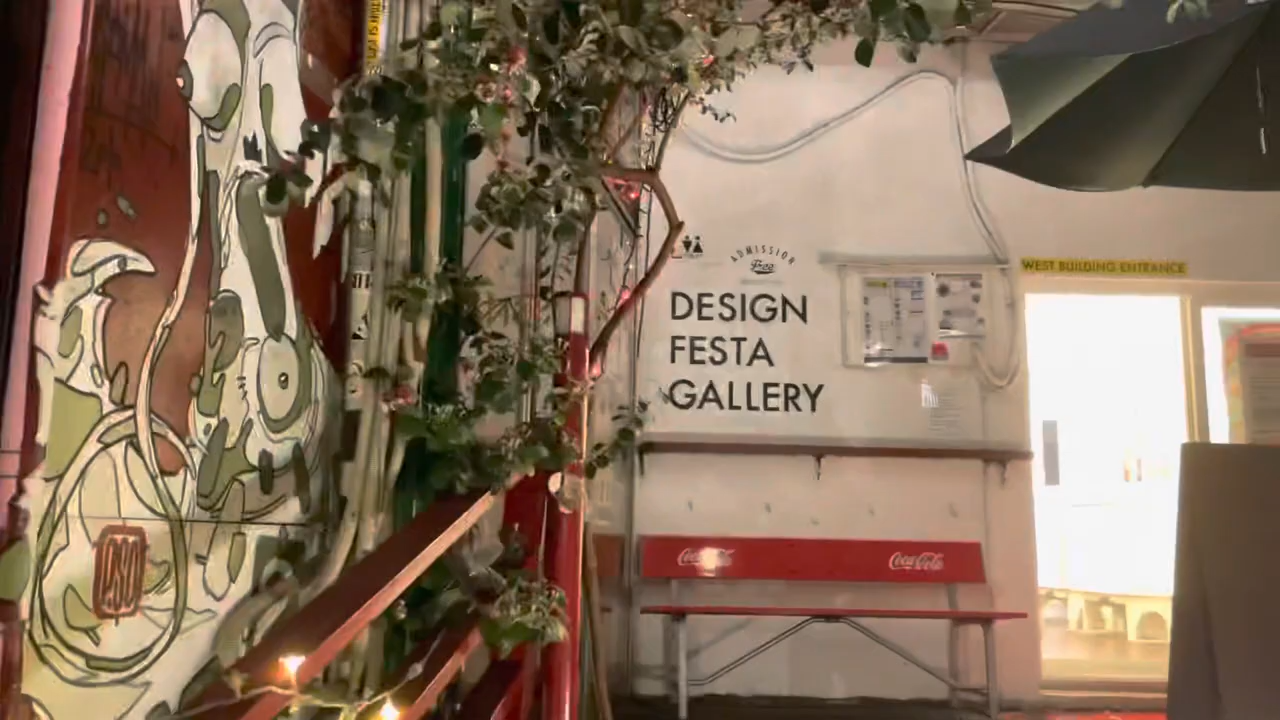 ADMISSION
Free
DESIGN
FESTA
GALLERY
WEST BUILDING ENTRANCE
Coca-Cola
Coca-Cola